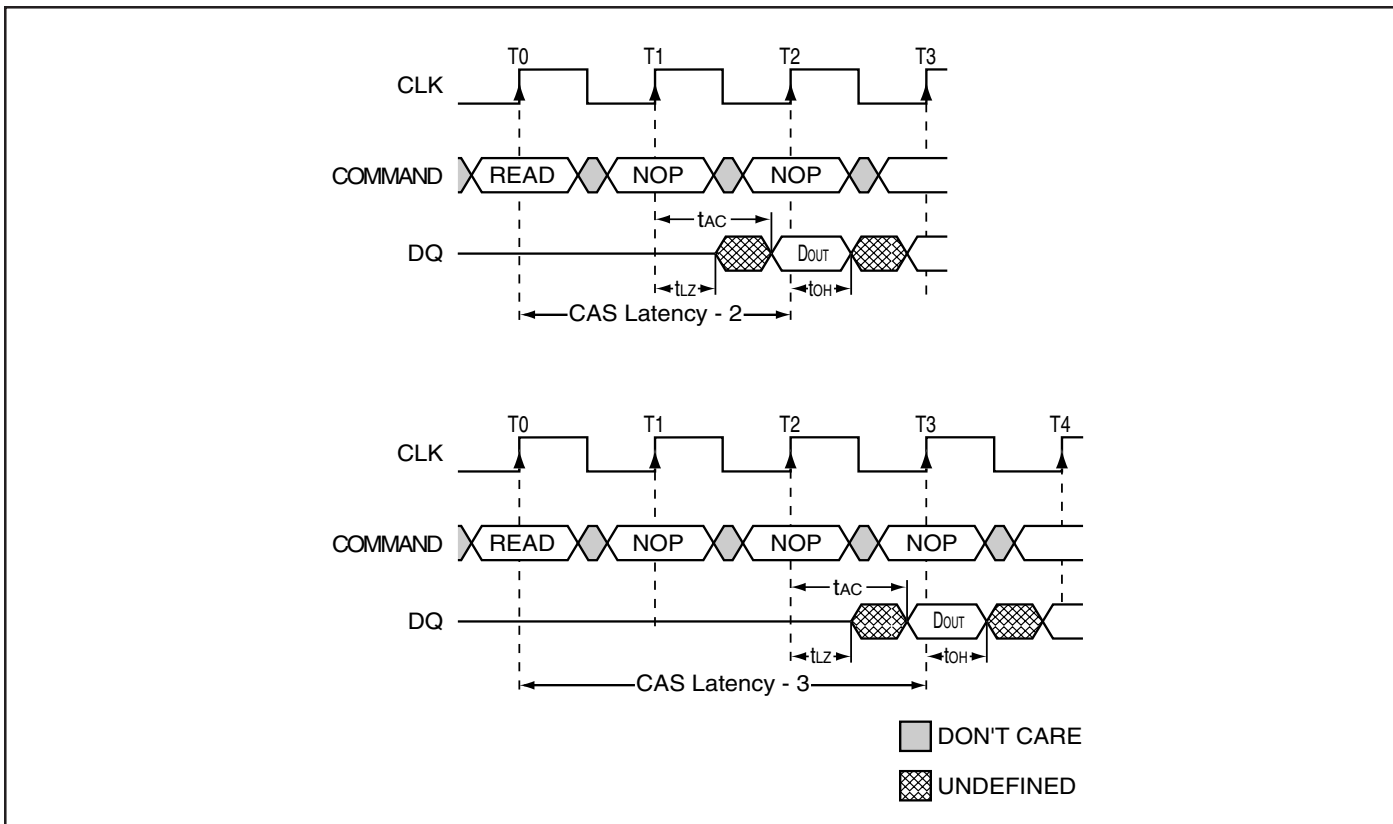 T0 T1 T2 T3
CLK
COMMAND READ NOP NOP
tAC
DQ DOUT
tLZ tOH
CAS Latency - 2
T0 T1 T2 T3 T4
CLK
COMMAND READ NOP NOP NOP
tAC
DQ DOUT
tLZ tOH
CAS Latency - 3
DON'T CARE
UNDEFINED